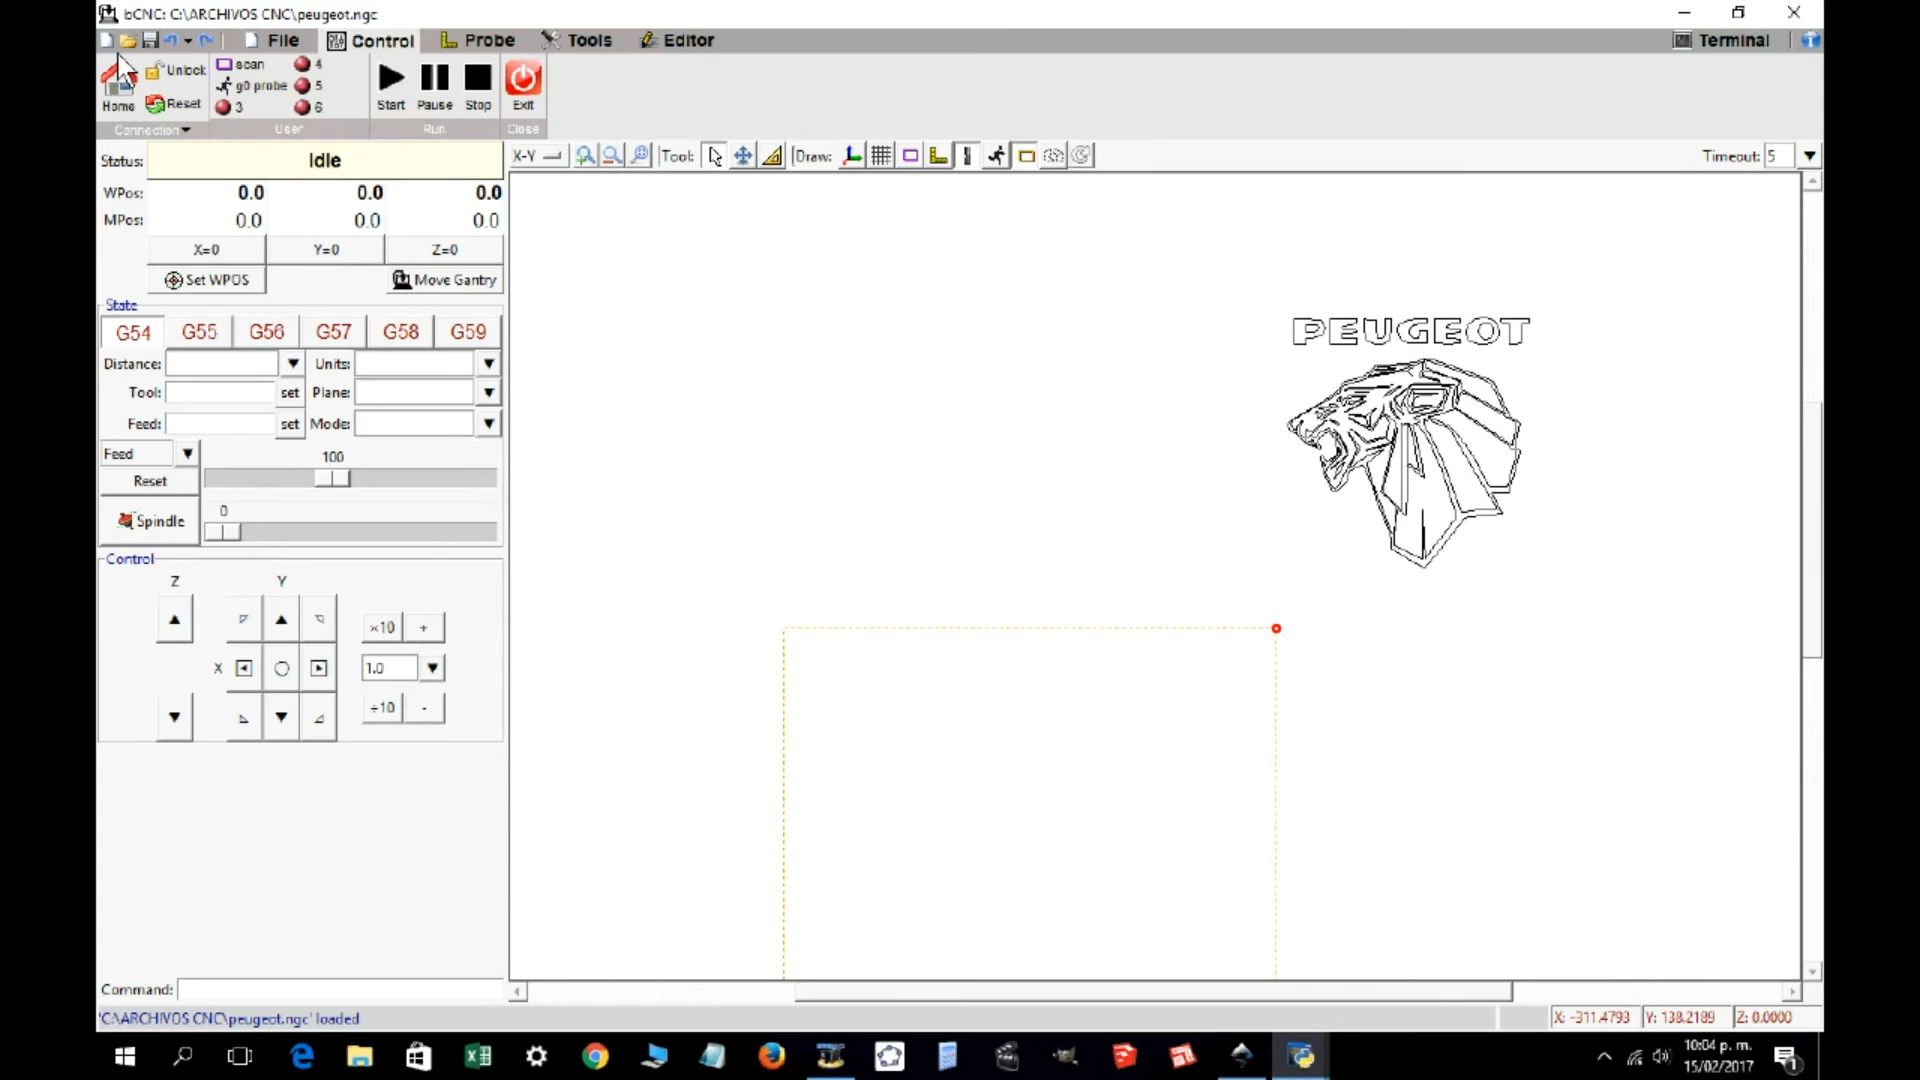 bCNC: C:\ARCHIVOS CNC\peugeot.ngc
File Control Probe Tools Editor Terminal
Home Unlock Reset
scan 4
g0 probe 5
3 6
Start Pause Stop Exit
Connection User Run Close
Status: Idle
X-Y Tool: Draw: Timeout: 5
WPos: 0.0 0.0 0.0
MPos: 0.0 0.0 0.0
X=0 Y=0 Z=0
Set WPOS Move Gantry
State
G54 G55 G56 G57 G58 G59
Distance: Units:
Tool: set Plane:
Feed: set Mode:
Feed 100
Reset
0
Spindle
Control
Z Y
×10 +
X 1.0
÷10 -
PEUGEOT
Command:
'C:\ARCHIVOS CNC\peugeot.ngc' loaded
X: -311.4793 Y: 138.2189 Z: 0.0000
10:04 p. m.
15/02/2017
1